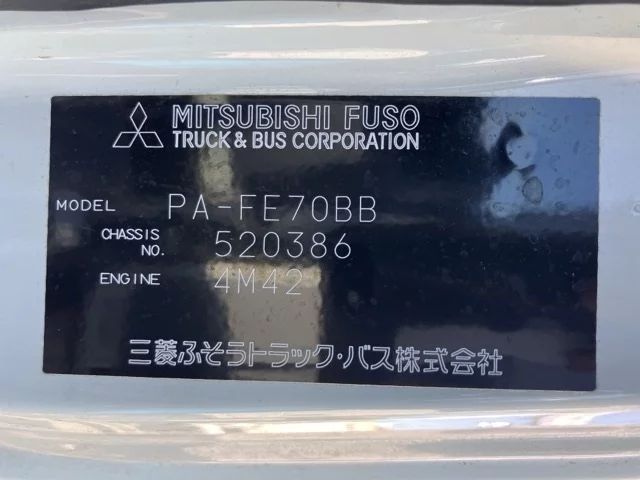 MITSUBISHI FUSO
TRUCK & BUS CORPORATION
MODEL PA-FE70BB
CHASSIS NO. 520386
ENGINE 4M42
三菱ふそうトラック・バス株式会社